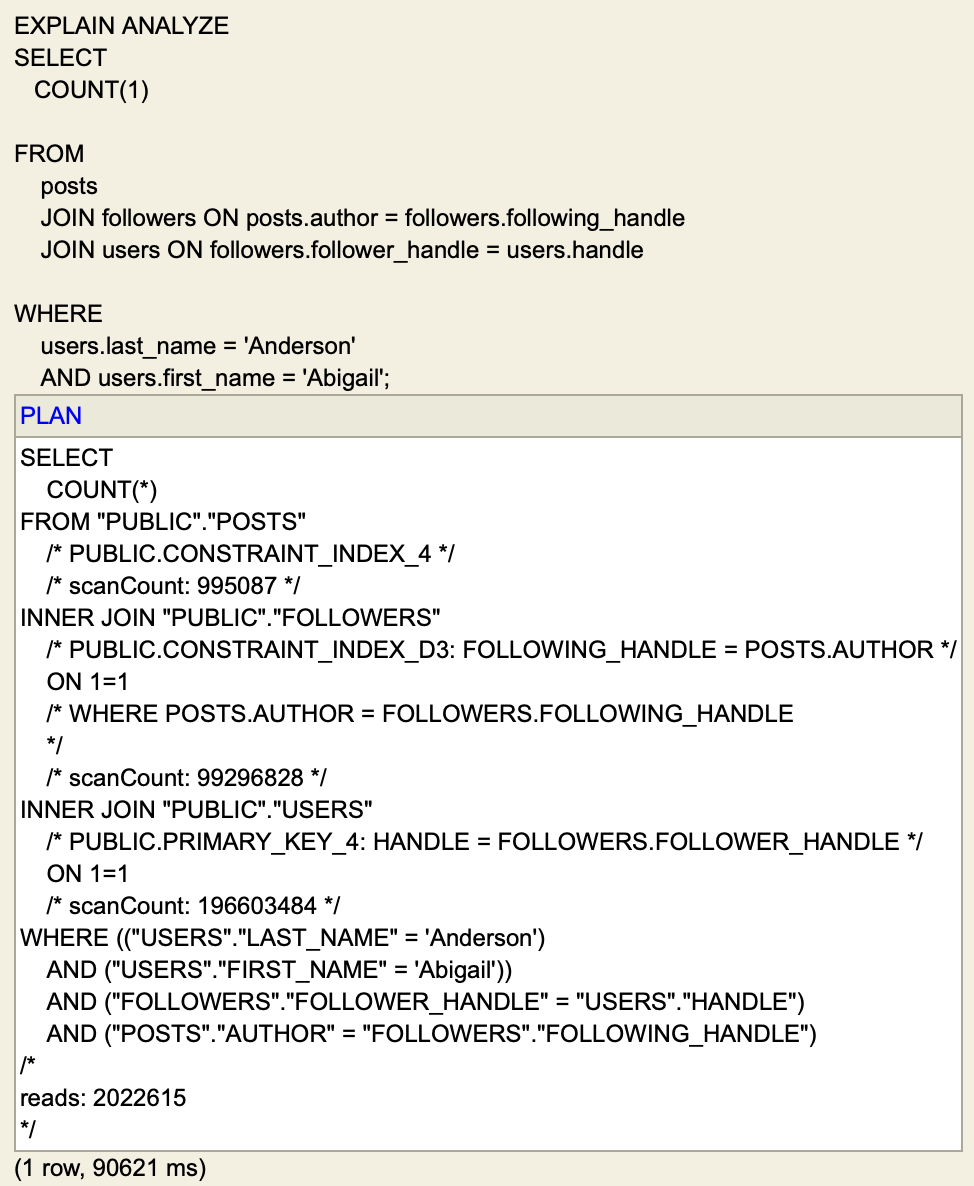 EXPLAIN ANALYZE
SELECT
COUNT(1)
FROM
posts
JOIN followers ON posts.author = followers.following_handle
JOIN users ON followers.follower_handle = users.handle
WHERE
users.last_name = 'Anderson'
AND users.first_name = 'Abigail';
PLAN
SELECT
COUNT(*)
FROM "PUBLIC"."POSTS"
/* PUBLIC.CONSTRAINT_INDEX_4 */
/* scanCount: 995087 */
INNER JOIN "PUBLIC"."FOLLOWERS"
/* PUBLIC.CONSTRAINT_INDEX_D3: FOLLOWING_HANDLE = POSTS.AUTHOR */
ON 1=1
/* WHERE POSTS.AUTHOR = FOLLOWERS.FOLLOWING_HANDLE
*/
/* scanCount: 99296828 */
INNER JOIN "PUBLIC"."USERS"
/* PUBLIC.PRIMARY_KEY_4: HANDLE = FOLLOWERS.FOLLOWER_HANDLE */
ON 1=1
/* scanCount: 196603484 */
WHERE (("USERS"."LAST_NAME" = 'Anderson')
AND ("USERS"."FIRST_NAME" = 'Abigail'))
AND ("FOLLOWERS"."FOLLOWER_HANDLE" = "USERS"."HANDLE")
AND ("POSTS"."AUTHOR" = "FOLLOWERS"."FOLLOWING_HANDLE")
/*
reads: 2022615
*/
(1 row, 90621 ms)